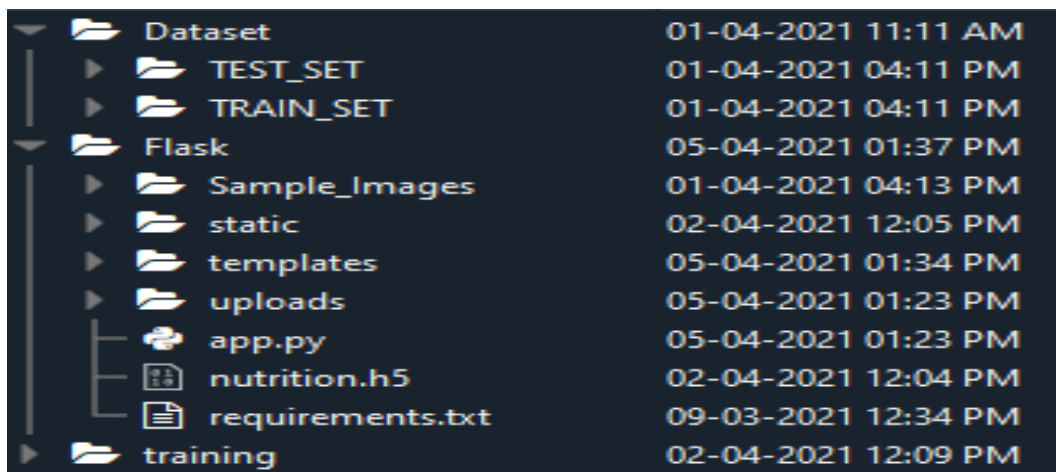 Dataset 01-04-2021 11:11 AM
TEST_SET 01-04-2021 04:11 PM
TRAIN_SET 01-04-2021 04:11 PM
Flask 05-04-2021 01:37 PM
Sample_Images 01-04-2021 04:13 PM
static 02-04-2021 12:05 PM
templates 05-04-2021 01:34 PM
uploads 05-04-2021 01:23 PM
app.py 05-04-2021 01:23 PM
nutrition.h5 02-04-2021 12:04 PM
requirements.txt 09-03-2021 12:34 PM
training 02-04-2021 12:09 PM